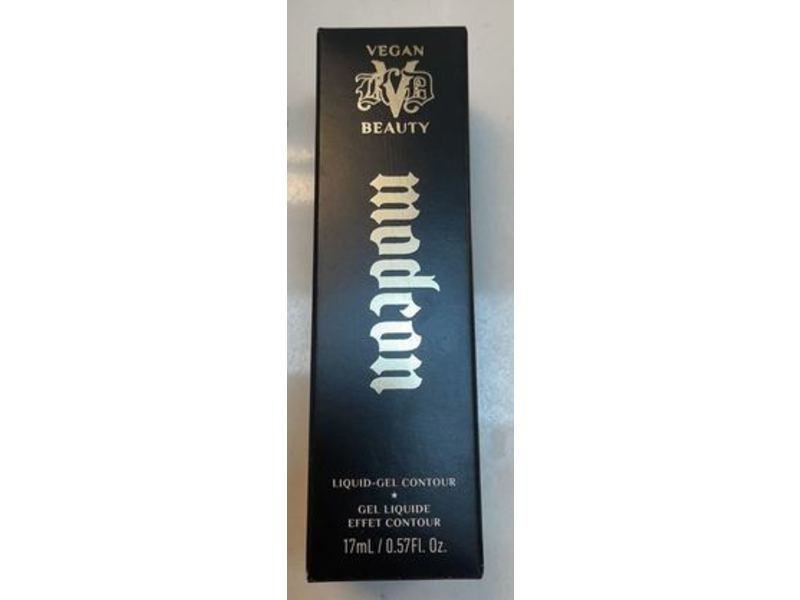 VEGAN
KVD
BEAUTY
modcon
LIQUID-GEL CONTOUR
GEL LIQUIDE
EFFET CONTOUR
17mL / 0.57Fl. Oz.